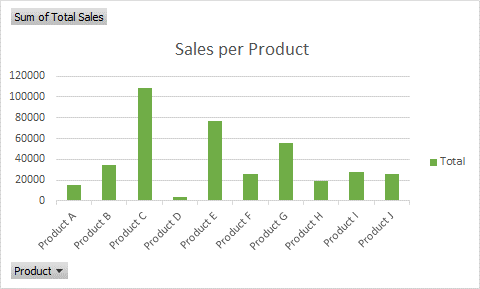 Sum of Total Sales
Sales per Product
120000
100000
80000
60000
40000
20000
0
Total
Product A
Product B
Product C
Product D
Product E
Product F
Product G
Product H
Product I
Product J
Product